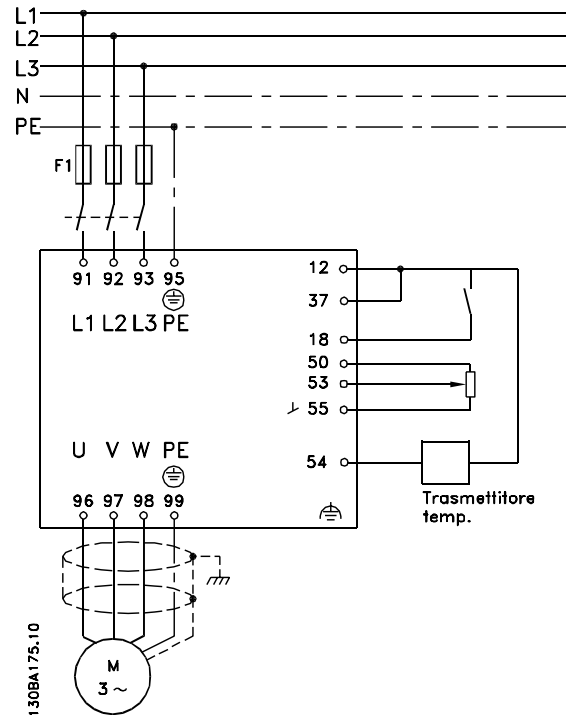 L1
L2
L3
N
PE
F1
91 92 93 95
L1 L2 L3 PE
12
37
18
50
53
55
54
U V W PE
96 97 98 99
Trasmettitore
temp.
M
3 ~
130BA175.10